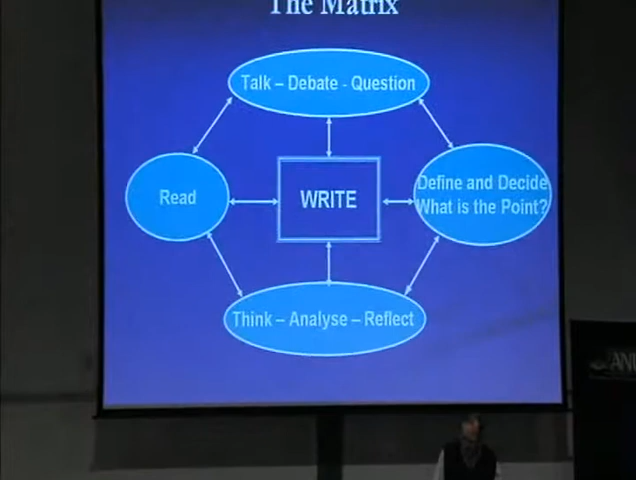 The Matrix
Talk – Debate - Question
Read
WRITE
Define and Decide
What is the Point?
Think – Analyse – Reflect